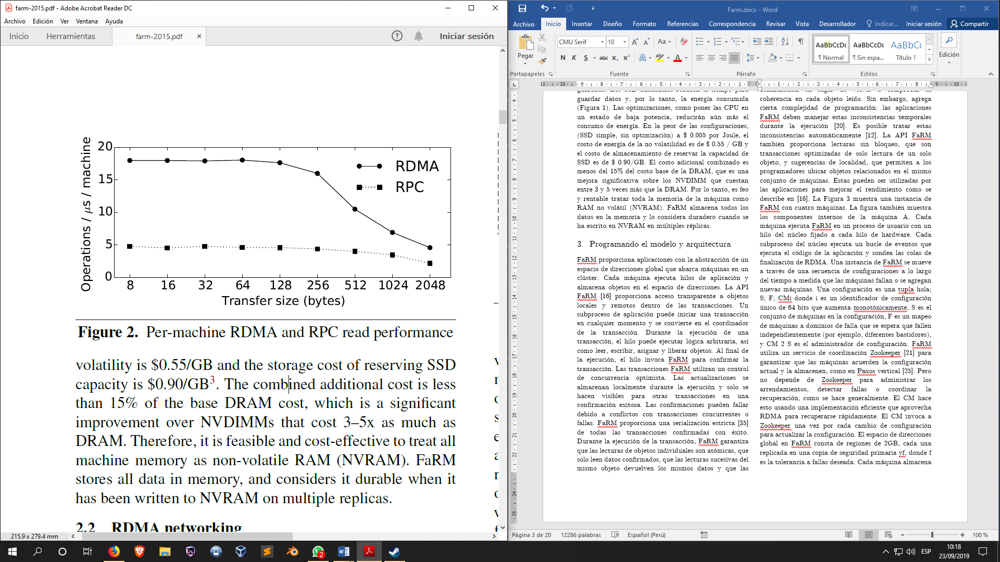 farm-2015.pdf - Adobe Acrobat Reader DC
Archivo Edición Ver Ventana Ayuda
Inicio Herramientas farm-2015.pdf × ? Iniciar sesión
Operations / μs / machine
20
15
10
5
0
RDMA
RPC
8 16 32 64 128 256 512 1024 2048
Transfer size (bytes)
Figure 2. Per-machine RDMA and RPC read performance
volatility is $0.55/GB and the storage cost of reserving SSD
capacity is $0.90/GB3. The combined additional cost is less
than 15% of the base DRAM cost, which is a significant
improvement over NVDIMMs that cost 3–5x as much as
DRAM. Therefore, it is feasible and cost-effective to treat all
machine memory as non-volatile RAM (NVRAM). FaRM
stores all data in memory, and considers it durable when it
has been written to NVRAM on multiple replicas.
2.2 RDMA networking
215.9 x 279.4 mm
Farm.docx - Word
Archivo Inicio Insertar Diseño Formato Referencias Correspondencia Revisar Vista Desarrollador Indicar... Iniciar sesión Compartir
Pegar
CMU Serif 10
N K S abc x2 x2
AaBbCcDc AaBbCcDc AaBbCc
¶ Normal ¶ Sin espa... Título 1
Edición
Portapapeles Fuente Párrafo Estilos
guardar datos y, por lo tanto, la energía consumida
(Figura 1). Las optimizaciones, como poner las CPU en
un estado de baja potencia, reducirán aún más el
consumo de energía. En la peor de las configuraciones,
(SSD simple, sin optimización) a $ 0.005 por Joule, el
costo de energía de la no volatilidad es de $ 0.55 / GB y
el costo de almacenamiento de reservar la capacidad de
SSD es de $ 0.90/GB. El costo adicional combinado es
menos del 15% del costo base de la DRAM, que es una
mejora significativa sobre los NVDIMM que cuestan
entre 3 y 5 veces más que la DRAM. Por lo tanto, es feo
y rentable tratar toda la memoria de la máquina como
RAM no volátil (NVRAM). FaRM almacena todos los
datos en la memoria y lo considera duradero cuando se
ha escrito en NVRAM en múltiples réplicas.
3. Programando el modelo y arquitectura
FaRM proporciona aplicaciones con la abstracción de un
espacio de direcciones global que abarca máquinas en un
clúster. Cada máquina ejecuta hilos de aplicación y
almacena objetos en el espacio de direcciones. La API
FaRM [16] proporciona acceso transparente a objetos
locales y remotos dentro de las transacciones. Un
subproceso de aplicación puede iniciar una transacción
en cualquier momento y se convierte en el coordinador
de la transacción. Durante la ejecución de una
transacción, el hilo puede ejecutar lógica arbitraria, así
como leer, escribir, asignar y liberar objetos. Al final de
la ejecución, el hilo invoca FaRM para confirmar la
transacción. Las transacciones FaRM utilizan un control
de concurrencia optimista. Las actualizaciones se
almacenan localmente durante la ejecución y solo se
hacen visibles para otras transacciones en una
confirmación exitosa. Las confirmaciones pueden fallar
debido a conflictos con transacciones concurrentes o
fallas. FaRM proporciona una serialización estricta [35]
de todas las transacciones confirmadas con éxito.
Durante la ejecución de la transacción, FaRM garantiza
que las lecturas de objetos individuales son atómicas, que
solo leen datos confirmados, que las lecturas sucesivas del
mismo objeto devuelven los mismos datos y que las
coherencia en cada objeto leído. Sin embargo, agrega
cierta complejidad de programación: las aplicaciones
FaRM deben manejar estas inconsistencias temporales
durante la ejecución [20]. Es posible tratar estas
inconsistencias automáticamente [12]. La API FaRM
también proporciona lecturas sin bloqueo, que son
transacciones optimizadas de solo lectura de un solo
objeto, y sugerencias de localidad, que permiten a los
programadores ubicar objetos relacionados en el mismo
conjunto de máquinas. Estas pueden ser utilizadas por
las aplicaciones para mejorar el rendimiento como se
describe en [16]. La Figura 3 muestra una instancia de
FaRM con cuatro máquinas. La figura también muestra
los componentes internos de la máquina A. Cada
máquina ejecuta FaRM en un proceso de usuario con un
hilo del núcleo fijado a cada hilo de hardware. Cada
subproceso del núcleo ejecuta un bucle de eventos que
ejecuta el código de la aplicación y sondea las colas de
finalización de RDMA. Una instancia de FaRM se mueve
a través de una secuencia de configuraciones a lo largo
del tiempo a medida que las máquinas fallan o se agregan
nuevas máquinas. Una configuración es una tupla hola;
S; F; CMi donde i es un identificador de configuración
único de 64 bits que aumenta monotónicamente, S es el
conjunto de máquinas en la configuración, F es un mapeo
de máquinas a dominios de falla que se espera que fallen
independientemente (por ejemplo, diferentes bastidores),
y CM 2 S es el administrador de configuración. FaRM
utiliza un servicio de coordinación Zookeeper [21] para
garantizar que las máquinas acuerden la configuración
actual y la almacenen, como en Paxos vertical [25]. Pero
no depende de Zookeeper para administrar los
arrendamientos, detectar fallas o coordinar la
recuperación, como se hace generalmente. El CM hace
esto usando una implementación eficiente que aprovecha
RDMA para recuperarse rápidamente. El CM invoca a
Zookeeper una vez por cada cambio de configuración
para actualizar la configuración. El espacio de direcciones
global en FaRM consta de regiones de 2GB, cada una
replicada en una copia de seguridad primaria yf, donde f
es la tolerancia a fallas deseada. Cada máquina almacena
Página 3 de 20 12286 palabras Español (Perú) 100 %
2
ESP
10:18
23/09/2019